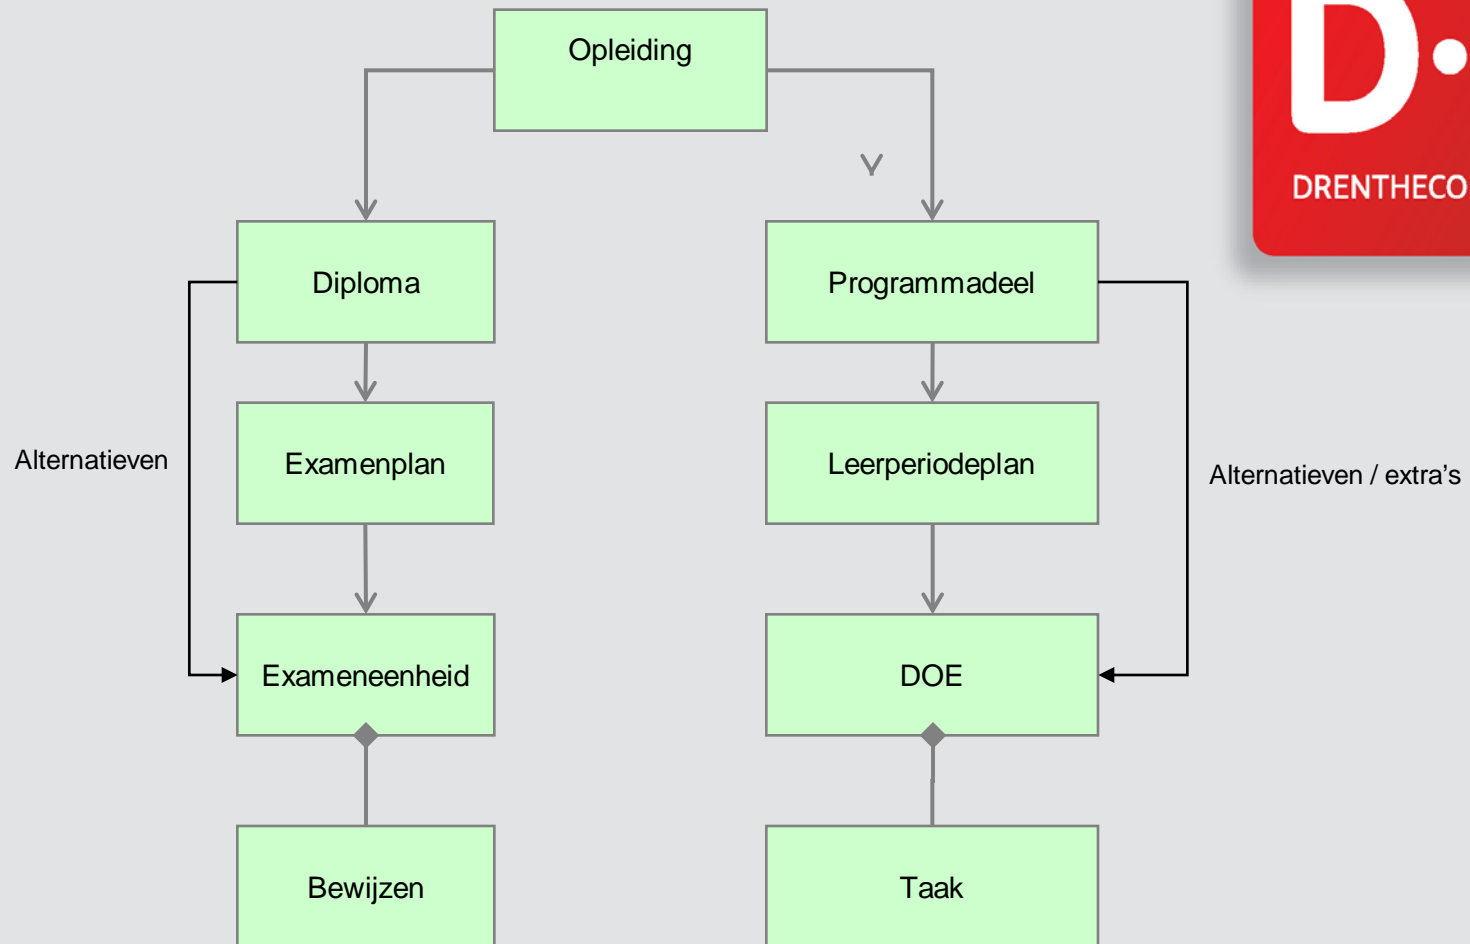 Opleiding
D·
DRENTHECO
Diploma
Programmadeel
Alternatieven
Examenplan
Leerperiodeplan
Alternatieven / extra’s
Exameneenheid
DOE
Bewijzen
Taak